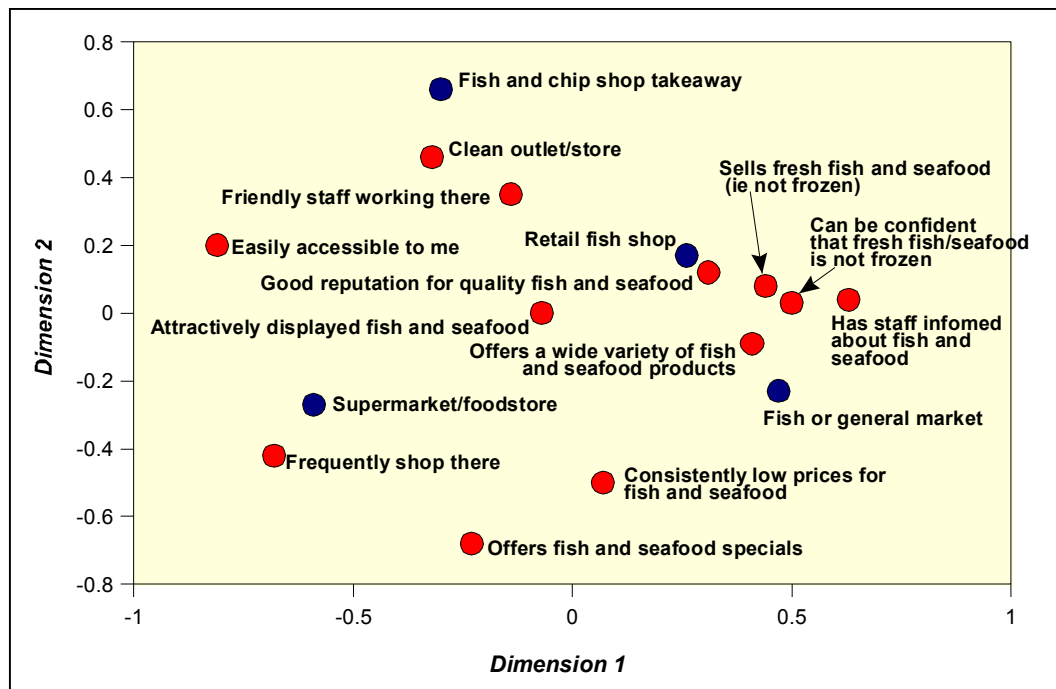 0.8
Fish and chip shop takeaway
0.6
Clean outlet/store
Sells fresh fish and seafood
(ie not frozen)
0.4
Friendly staff working there
Can be confident
that fresh fish/seafood
is not frozen
0.2
Easily accessible to me
Retail fish shop
Good reputation for quality fish and seafood
0
Attractively displayed fish and seafood
Has staff infomed
about fish and
seafood
Offers a wide variety of fish
and seafood products
Dimension 2
-0.2
Supermarket/foodstore
Fish or general market
-0.4
Frequently shop there
Consistently low prices for
fish and seafood
-0.6
Offers fish and seafood specials
-0.8
-1
-0.5
0
0.5
1
Dimension 1